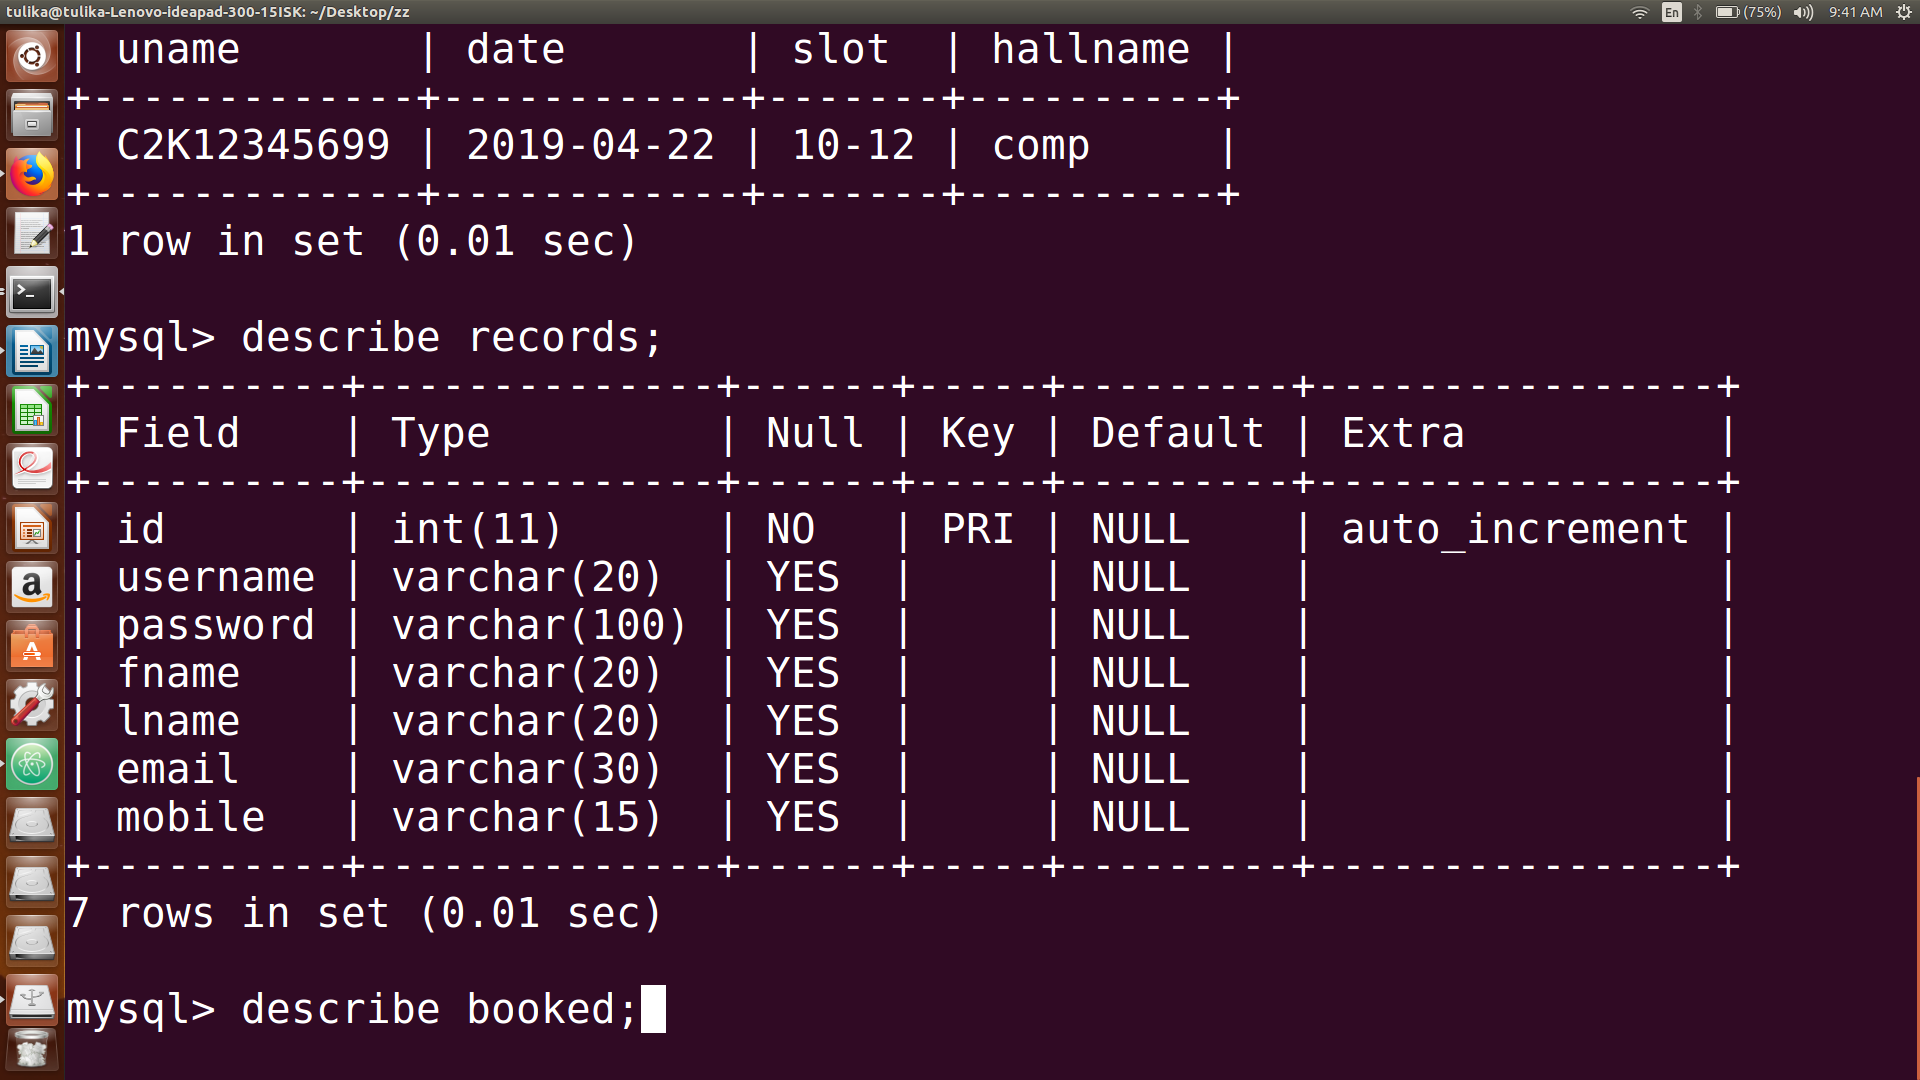 tulika@tulika-Lenovo-ideapad-300-15ISK: ~/Desktop/zz En (75%) 9:41 AM
| uname | date | slot | hallname |
+-------------+------------+-------+----------+
| C2K12345699 | 2019-04-22 | 10-12 | comp |
+-------------+------------+-------+----------+
1 row in set (0.01 sec)
mysql> describe records;
+----------+--------------+------+-----+---------+----------------+
| Field | Type | Null | Key | Default | Extra |
+----------+--------------+------+-----+---------+----------------+
| id | int(11) | NO | PRI | NULL | auto_increment |
| username | varchar(20) | YES | | NULL | |
| password | varchar(100) | YES | | NULL | |
| fname | varchar(20) | YES | | NULL | |
| lname | varchar(20) | YES | | NULL | |
| email | varchar(30) | YES | | NULL | |
| mobile | varchar(15) | YES | | NULL | |
+----------+--------------+------+-----+---------+----------------+
7 rows in set (0.01 sec)
mysql> describe booked;